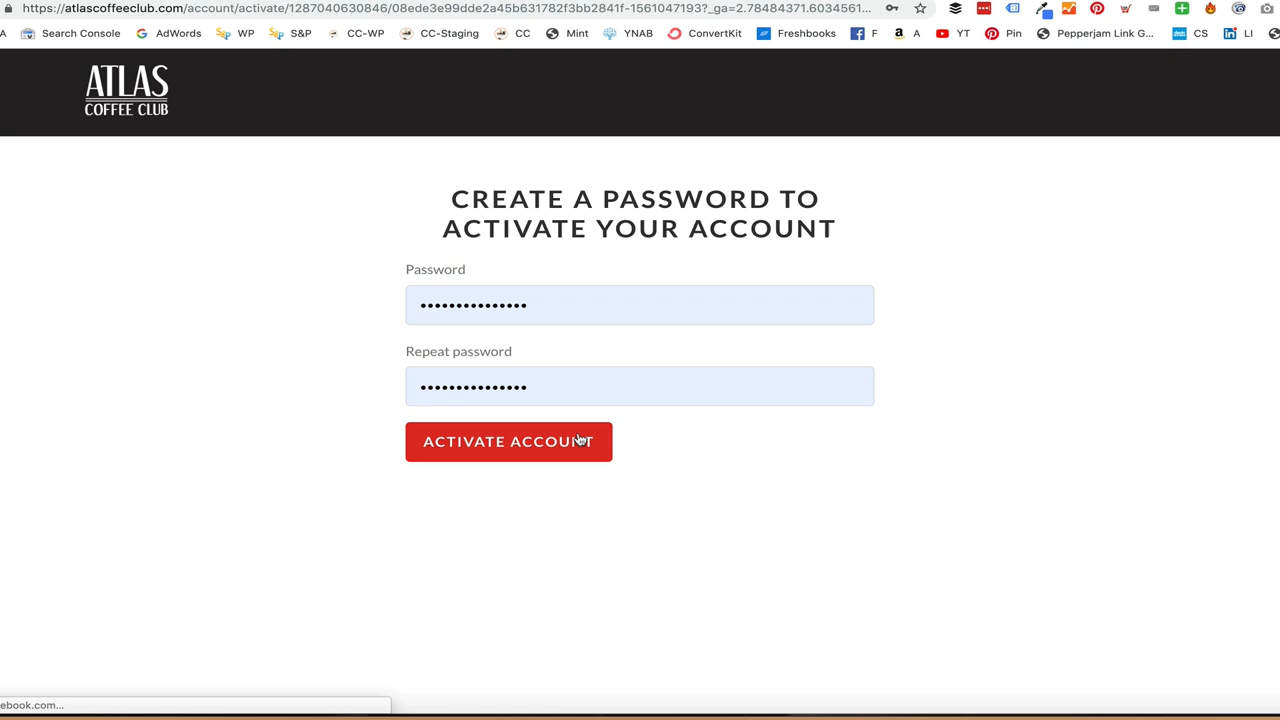 https://atlascoffeeclub.com/account/activate/1287040630846/08ede3e99dde2a45b631782f3bb2841f-1561047193?_ga=2.78484371.6034561...
A Search Console AdWords WP S&P CC-WP CC-Staging CC Mint YNAB ConvertKit Freshbooks F A YT Pin Pepperjam Link G... CS LI
ATLAS
COFFEE CLUB
CREATE A PASSWORD TO
ACTIVATE YOUR ACCOUNT
Password
•••••••••••••••
Repeat password
•••••••••••••••
ACTIVATE ACCOUNT
ebook.com...